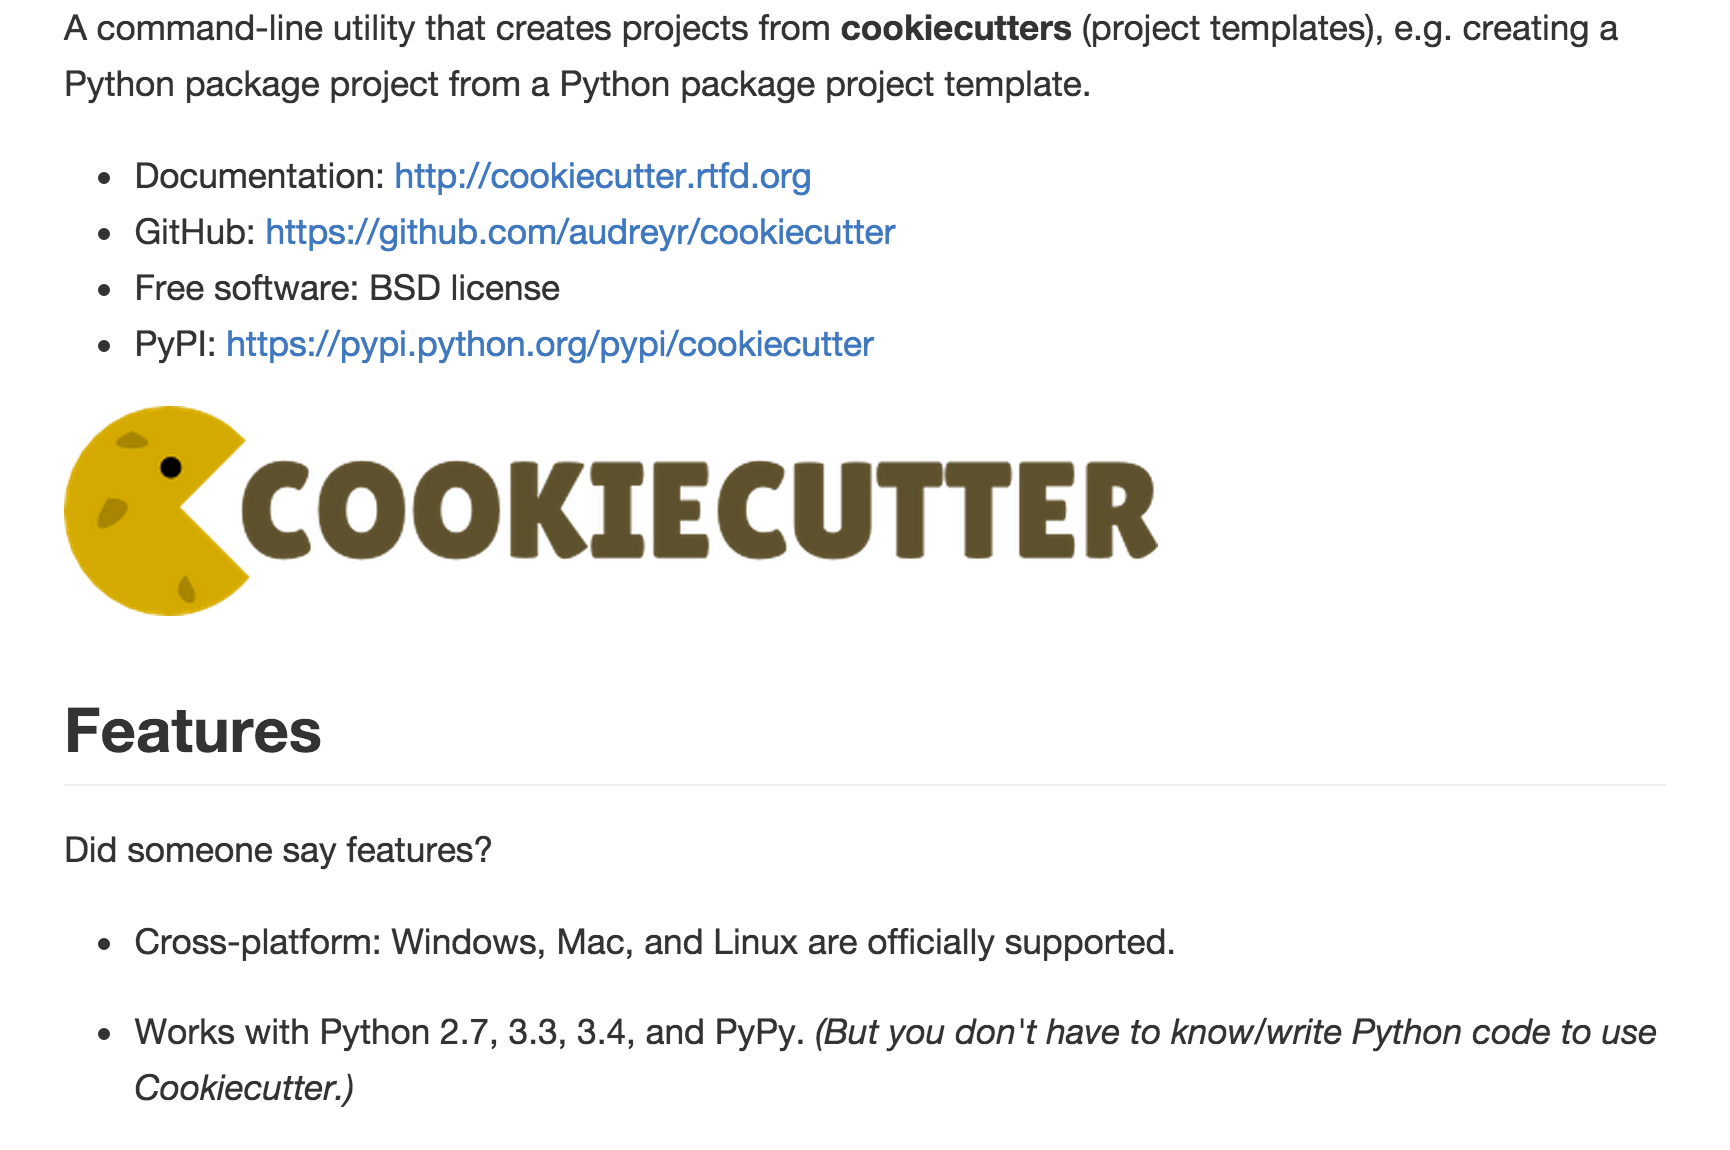 A command-line utility that creates projects from cookiecutters (project templates), e.g. creating a
Python package project from a Python package project template.
• Documentation: http://cookiecutter.rtfd.org
• GitHub: https://github.com/audreyr/cookiecutter
• Free software: BSD license
• PyPI: https://pypi.python.org/pypi/cookiecutter
COOKIECUTTER
Features
Did someone say features?
• Cross-platform: Windows, Mac, and Linux are officially supported.
• Works with Python 2.7, 3.3, 3.4, and PyPy. (But you don't have to know/write Python code to use
Cookiecutter.)